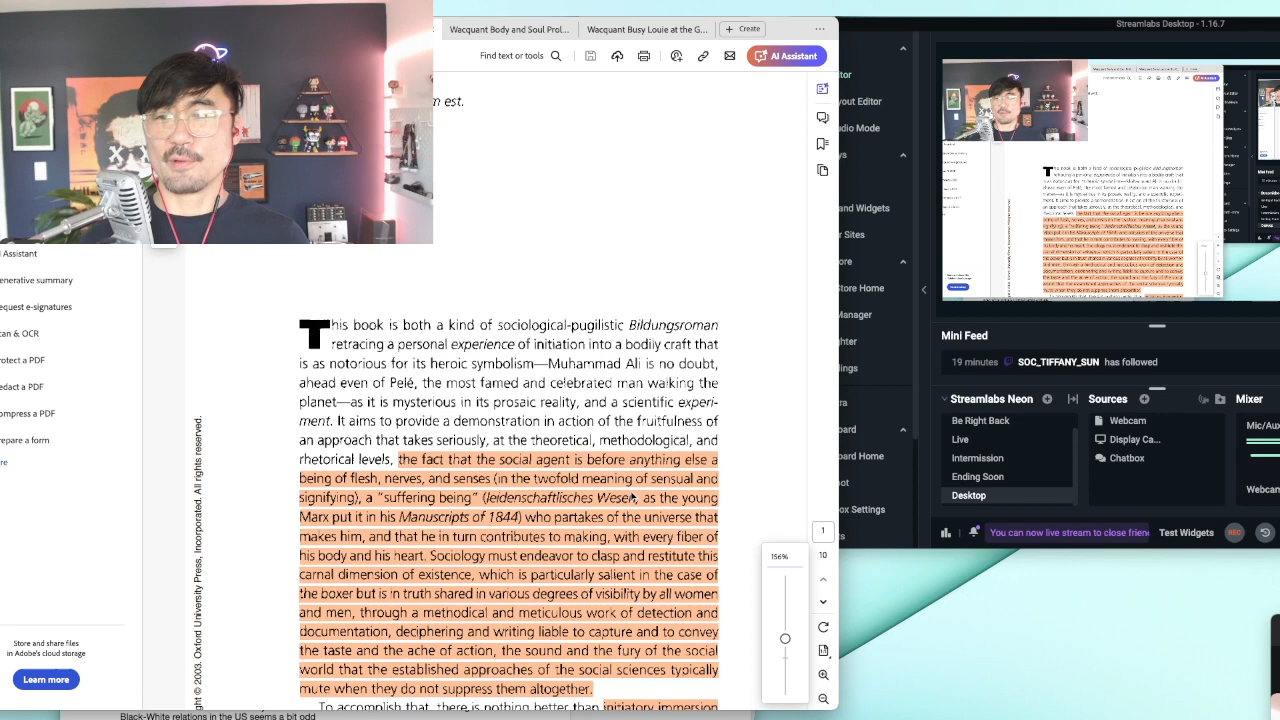 Wacquant Body and Soul Prol...
Wacquant Busy Louie at the G...
Create
Streamlabs Desktop - 1.16.7
Find text or tools
AI Assistant
m est.
Assistant
enerative summary
equest e-signatures
can & OCR
rotect a PDF
edact a PDF
ompress a PDF
repare a form
re
Store and share files
in Adobe's cloud storage
Learn more
ght © 2003. Oxford University Press, Incorporated. All rights reserved.
This book is both a kind of sociological-pugilistic Bildungsroman
retracing a personal experience of initiation into a bodily craft that
is as notorious for its heroic symbolism—Muhammad Ali is no doubt,
ahead even of Pelé, the most famed and celebrated man walking the
planet—as it is mysterious in its prosaic reality, and a scientific experi-
ment. It aims to provide a demonstration in action of the fruitfulness of
an approach that takes seriously, at the theoretical, methodological, and
rhetorical levels, the fact that the social agent is before anything else a
being of flesh, nerves, and senses (in the twofold meaning of sensual and
signifying), a "suffering being" (leidenschaftlisches Wesen, as the young
Marx put it in his Manuscripts of 1844) who partakes of the universe that
makes him, and that he in turn contributes to making, with every fiber of
his body and his heart. Sociology must endeavor to clasp and restitute this
carnal dimension of existence, which is particularly salient in the case of
the boxer but is in truth shared in various degrees of visibility by all women
and men, through a methodical and meticulous work of detection and
documentation, deciphering and writing liable to capture and to convey
the taste and the ache of action, the sound and the fury of the social
world that the established approaches of the social sciences typically
mute when they do not suppress them altogether.
To accomplish that, there is nothing better than initiatory immersion
156%
1
10
Black-White relations in the US seems a bit odd
tor
yout Editor
udio Mode
ys
and Widgets
r Sites
ore
Store Home
Manager
hter
lings
ra
board
board Home
ot
ox Settings
Mini Feed
19 minutes SOC_TIFFANY_SUN has followed
Streamlabs Neon
Sources
Mixer
Be Right Back
Live
Intermission
Ending Soon
Desktop
Webcam
Display Ca...
Chatbox
Mic/Aux
Webcam
You can now live stream to close frien
Test Widgets
REC